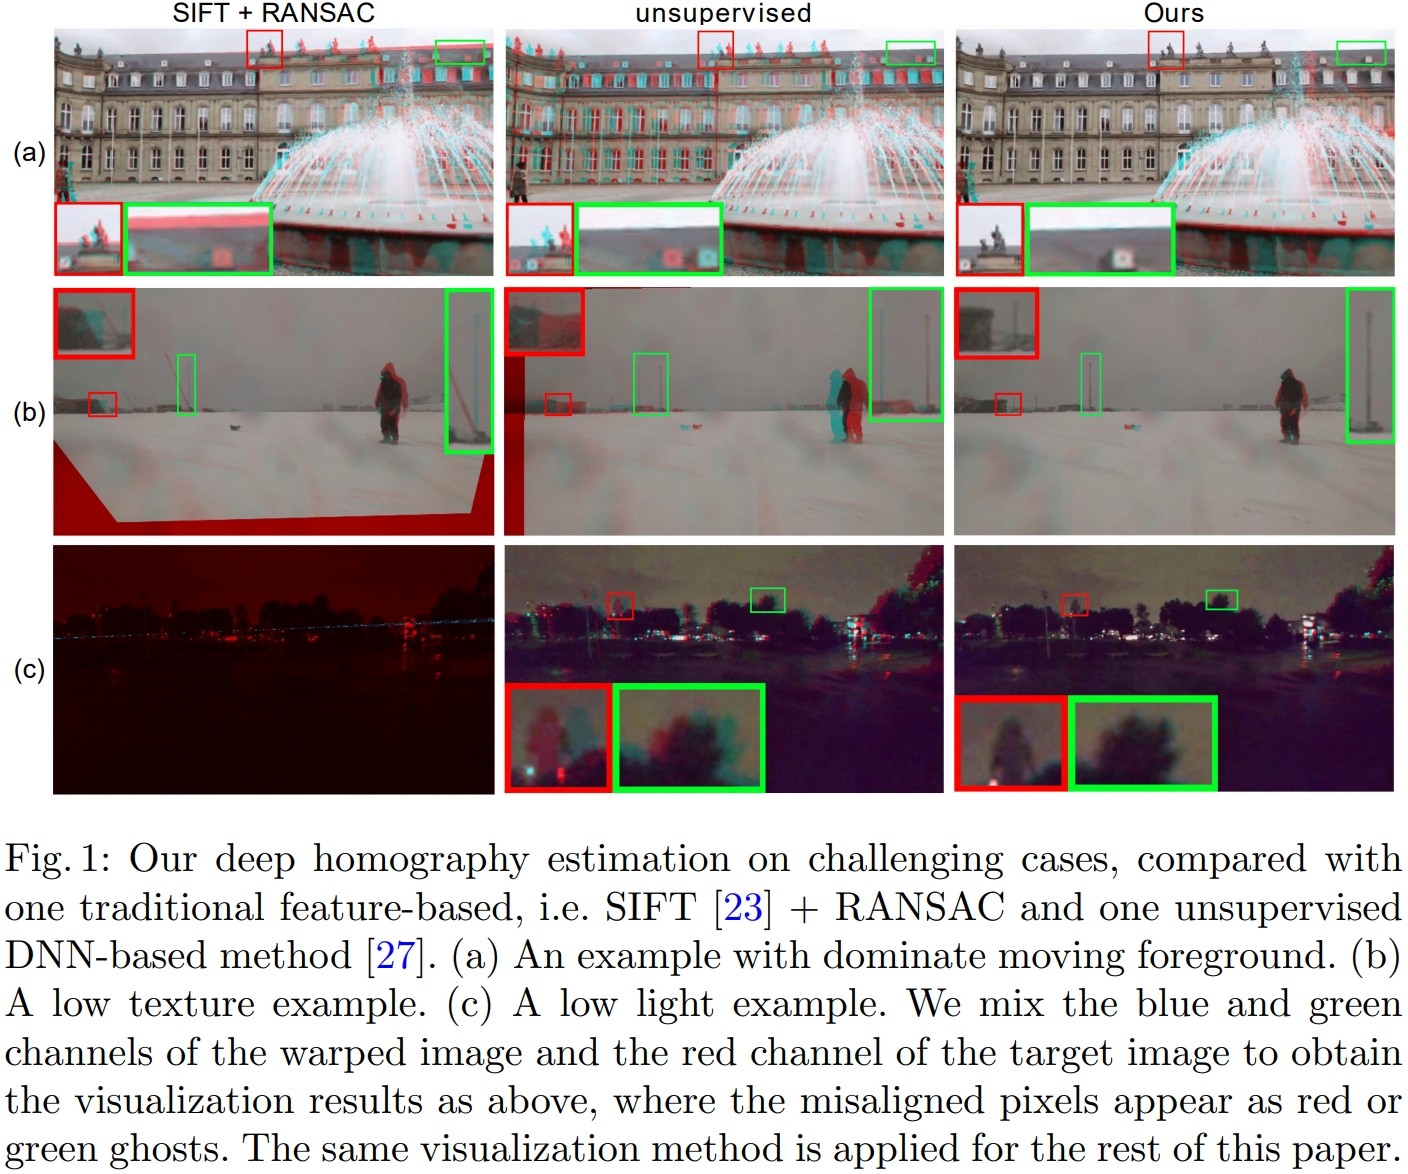 SIFT + RANSAC unsupervised Ours
(a)
(b)
(c)
Fig. 1: Our deep homography estimation on challenging cases, compared with
one traditional feature-based, i.e. SIFT [23] + RANSAC and one unsupervised
DNN-based method [27]. (a) An example with dominate moving foreground. (b)
A low texture example. (c) A low light example. We mix the blue and green
channels of the warped image and the red channel of the target image to obtain
the visualization results as above, where the misaligned pixels appear as red or
green ghosts. The same visualization method is applied for the rest of this paper.